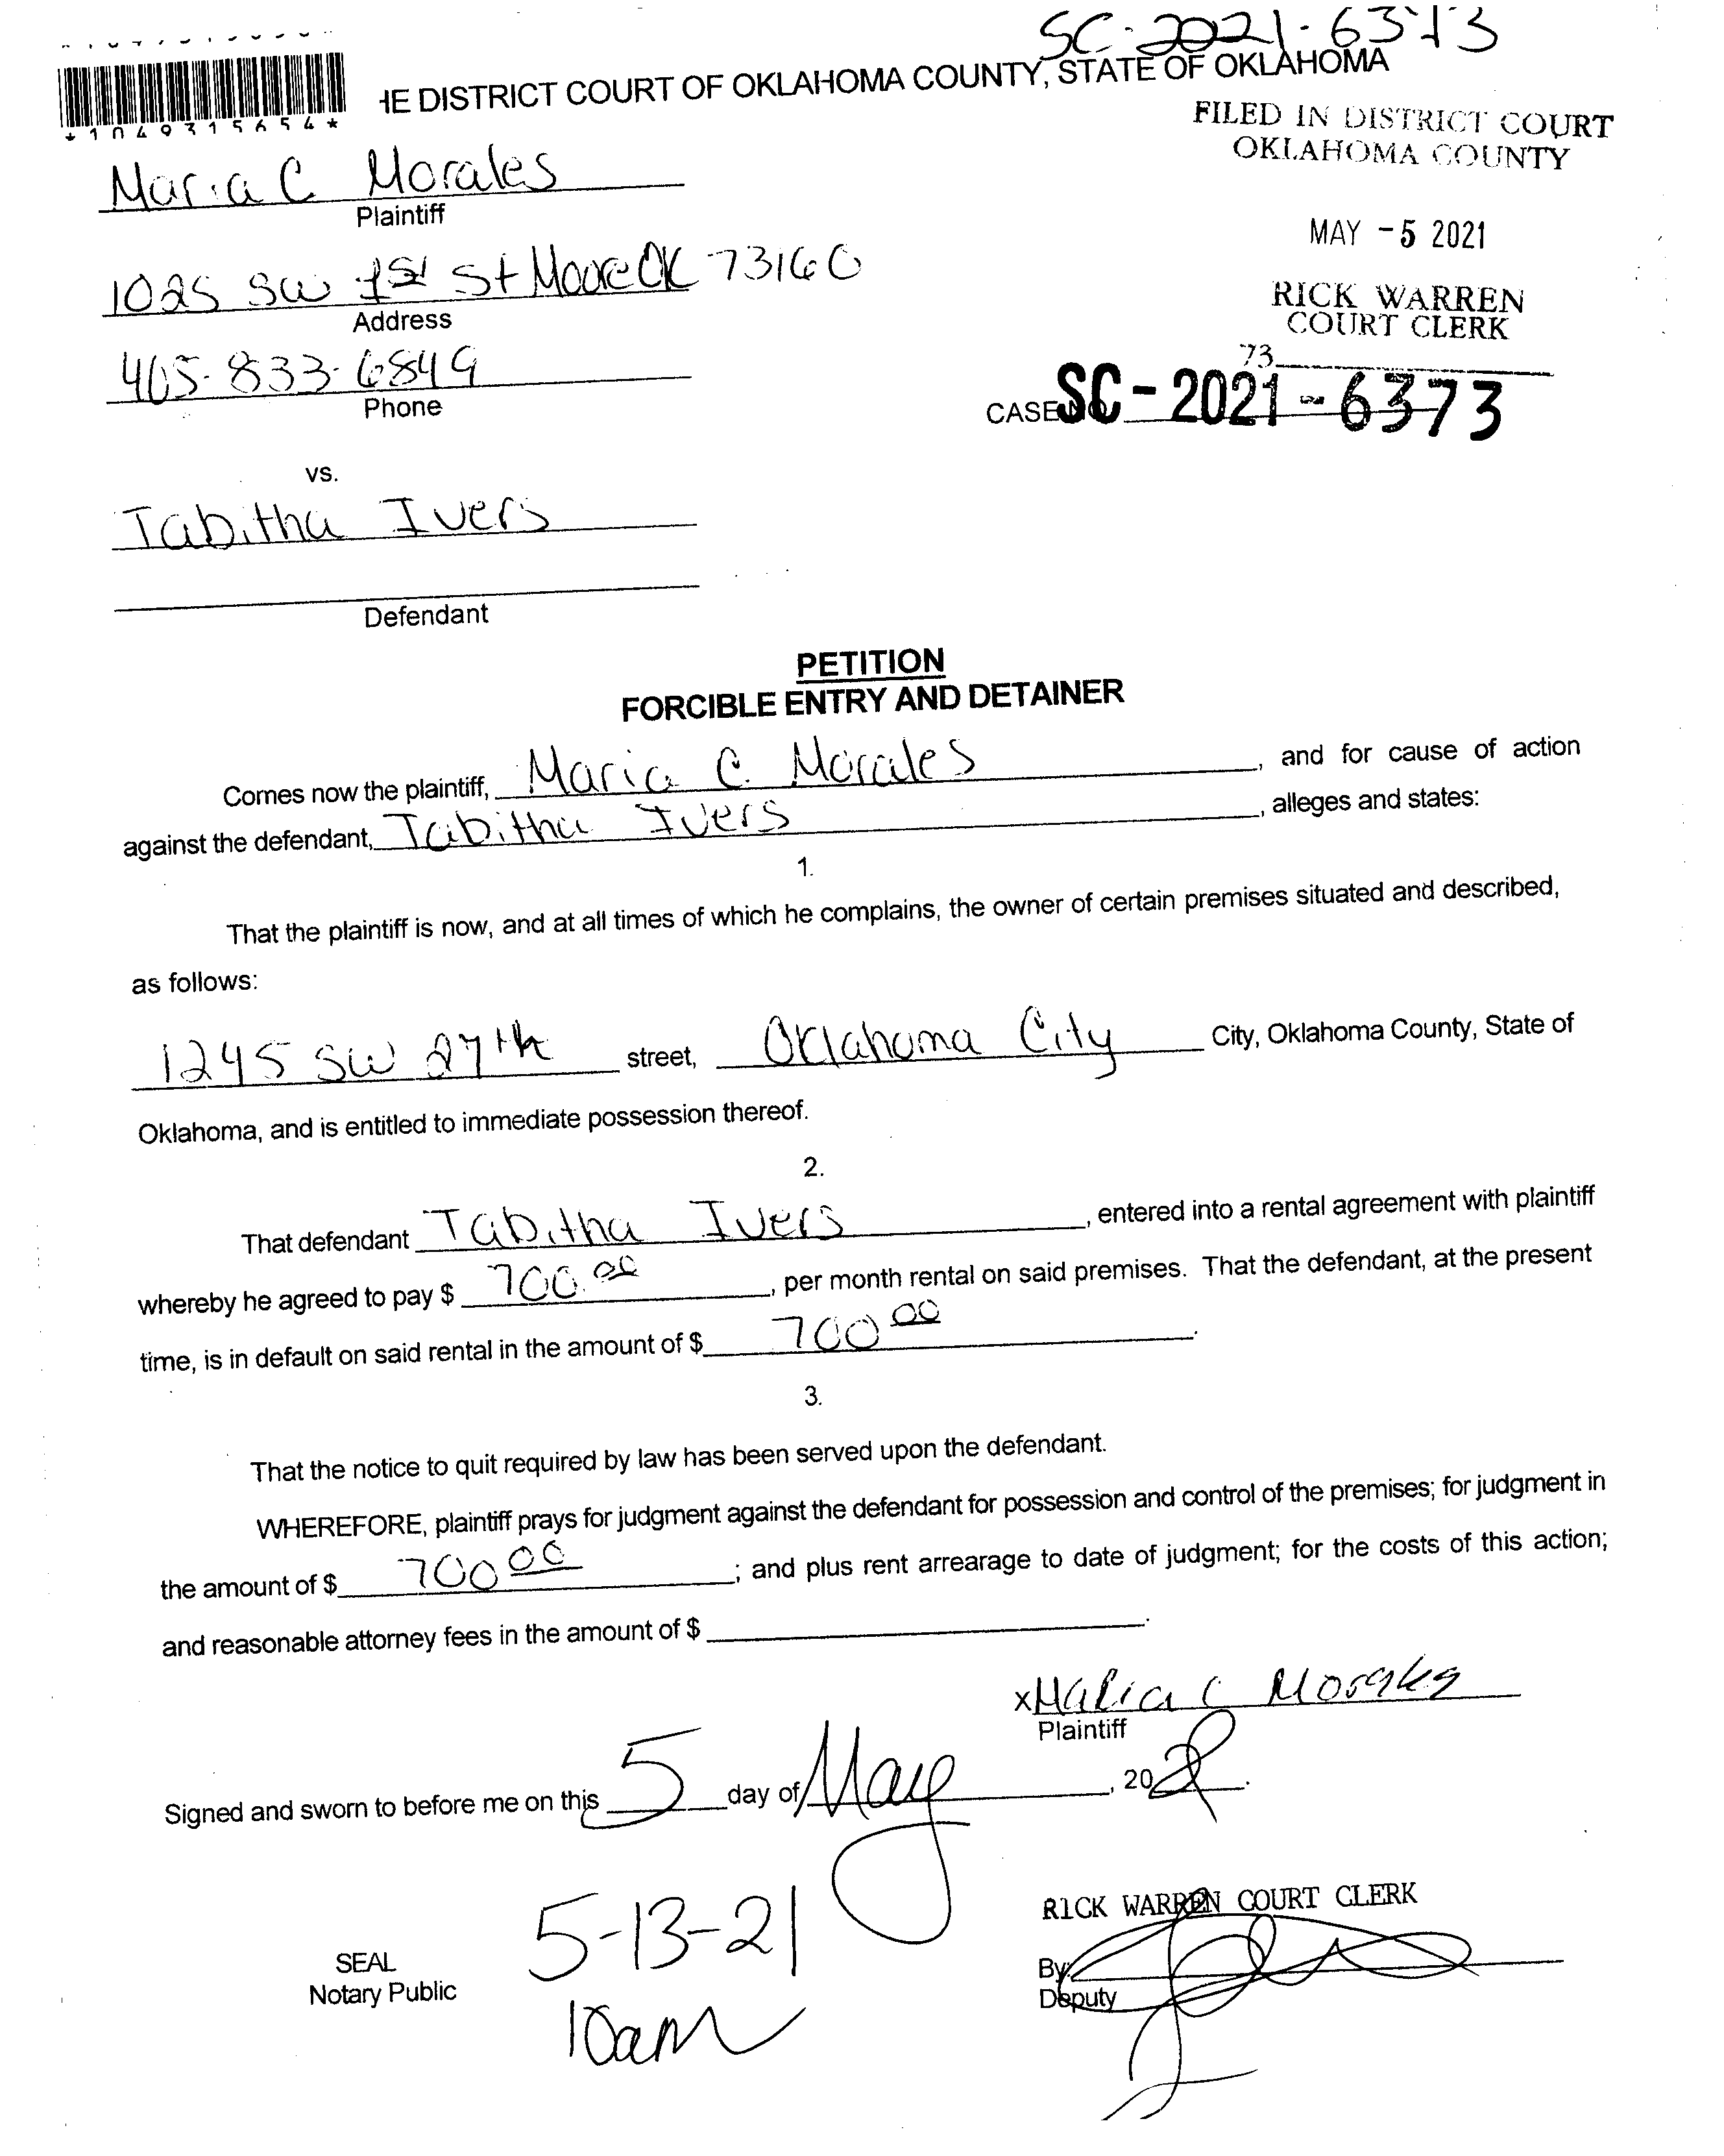 SC-2021-6373
HE DISTRICT COURT OF OKLAHOMA COUNTY, STATE OF OKLAHOMA
*1049315654*
FILED IN DISTRICT COURT
OKLAHOMA COUNTY
Maria C Morales
Plaintiff
MAY -5 2021
1025 SW 1st St Moore OK 73160
Address
RICK WARREN
COURT CLERK
405-833-6849
Phone
73
CASE NO SC-2021-6373
vs.
Tabitha Ivers
Defendant
PETITION
FORCIBLE ENTRY AND DETAINER
Comes now the plaintiff, Maria C. Morales, and for cause of action
against the defendant, Tabitha Ivers, alleges and states:
1.
That the plaintiff is now, and at all times of which he complains, the owner of certain premises situated and described,
as follows:
1245 SW 27th street, Oklahoma City City, Oklahoma County, State of
Oklahoma, and is entitled to immediate possession thereof.
2.
That defendant Tabitha Ivers, entered into a rental agreement with plaintiff
whereby he agreed to pay $ 700.00, per month rental on said premises. That the defendant, at the present
time, is in default on said rental in the amount of $ 700 00.
3.
That the notice to quit required by law has been served upon the defendant.
WHEREFORE, plaintiff prays for judgment against the defendant for possession and control of the premises; for judgment in
the amount of $ 700 00; and plus rent arrearage to date of judgment; for the costs of this action;
and reasonable attorney fees in the amount of $
x Maria C Morales
Plaintiff
Signed and sworn to before me on this 5 day of May, 2021.
5-13-21
10am
SEAL
Notary Public
RICK WARREN COURT CLERK
By:
Deputy